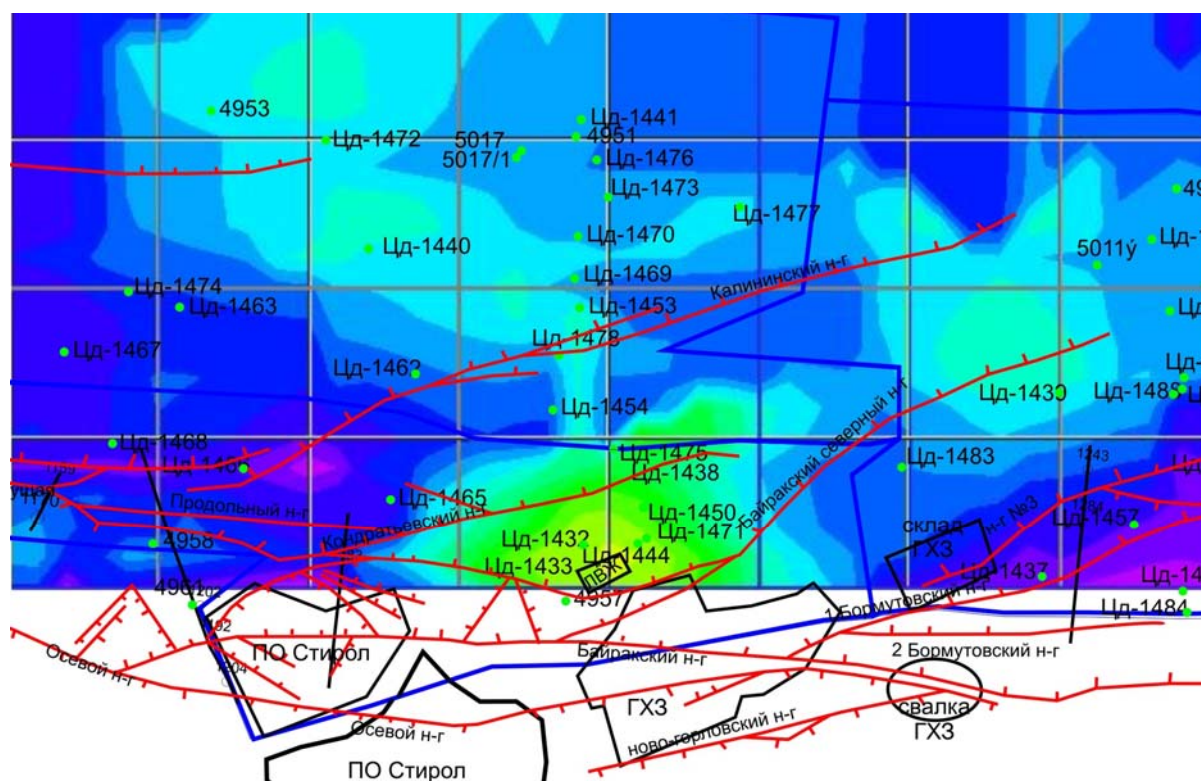 4953
Цд-1472
5017
5017/1
Цд-1441
4951
Цд-1476
Цд-1473
Цд-1477
Цд-1440
Цд-1470
5011ý
Цд-1474
Цд-1463
Цд-1469
Калининский н-г
Цд-1453
Цд-1467
Цд-1478
Цд-1462
Цд-1454
Цд-1430
Байракский северный н-г
Цд-1468
Цд-1475
Цд-1438
Цд-1483
1243
Цд-1465
Продольный н-г
Кондратьевский н-г
Цд-1450
Цд-1471
Цд-1457
склад
ГХЗ
н-г №3
4958
Цд-1432
Цд-1444
Цд-1433
ПВЖ
Цд-1437
4961
4957
1 Бормутовский н-г
Цд-1484
ПО Стирол
Байракский н-г
2 Бормутовский н-г
Осевой н-г
ГХЗ
свалка
ГХЗ
Осевой н-г
ново-горловский н-г
ПО Стирол